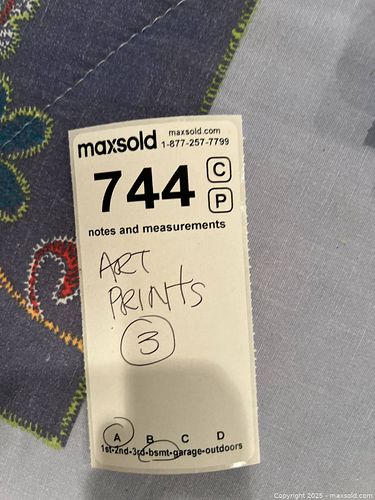 maxsold maxsold.com
1-877-257-7799
744 C
P
notes and measurements
ART
PRINTS
3
A B C D
1st-2nd-3rd-bsmt-garage-outdoors
Copyright © 2025 - maxsold.com